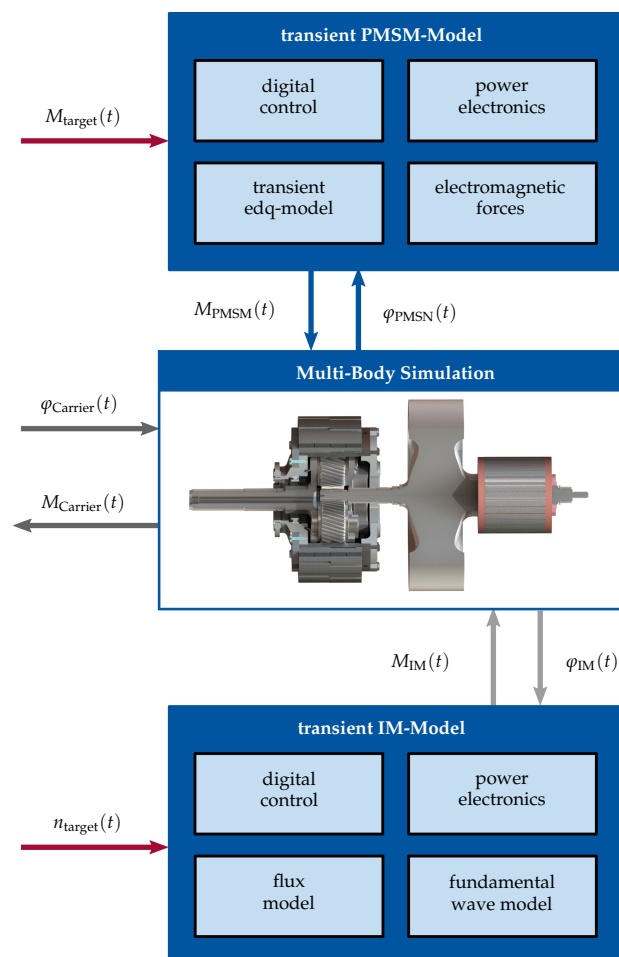 transient PMSM-Model
digital
control
power
electronics
M_target(t)
transient
edq-model
electromagnetic
forces
M_PMSM(t)
φ_PMSN(t)
Multi-Body Simulation
φ_Carrier(t)
M_Carrier(t)
M_IM(t)
φ_IM(t)
transient IM-Model
digital
control
power
electronics
n_target(t)
flux
model
fundamental
wave model